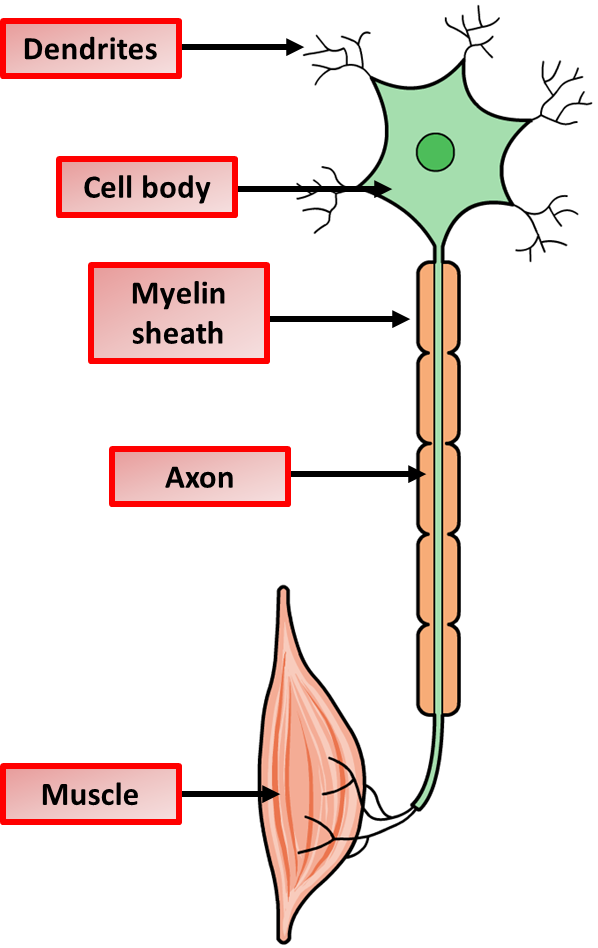 Dendrites
Cell body
Myelin
sheath
Axon
Muscle